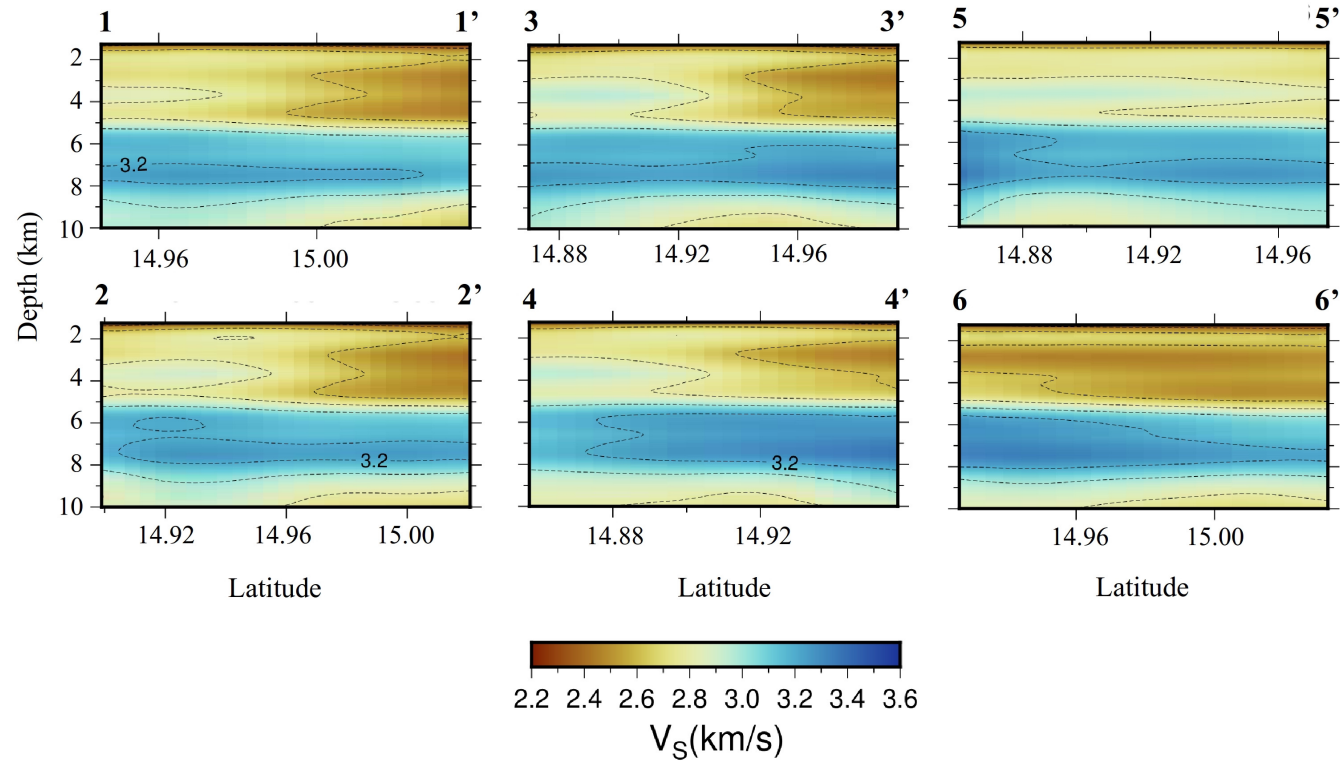 1 1’ 3 3’ 5 5’
2
4
6
8
10
3.2
14.96 15.00 14.88 14.92 14.96 14.88 14.92 14.96
Depth (km)
2 2’ 4 4’ 6 6’
2
4
6
8
10
3.2 3.2
14.92 14.96 15.00 14.88 14.92 14.96 15.00
Latitude Latitude Latitude
2.2 2.4 2.6 2.8 3.0 3.2 3.4 3.6
VS(km/s)